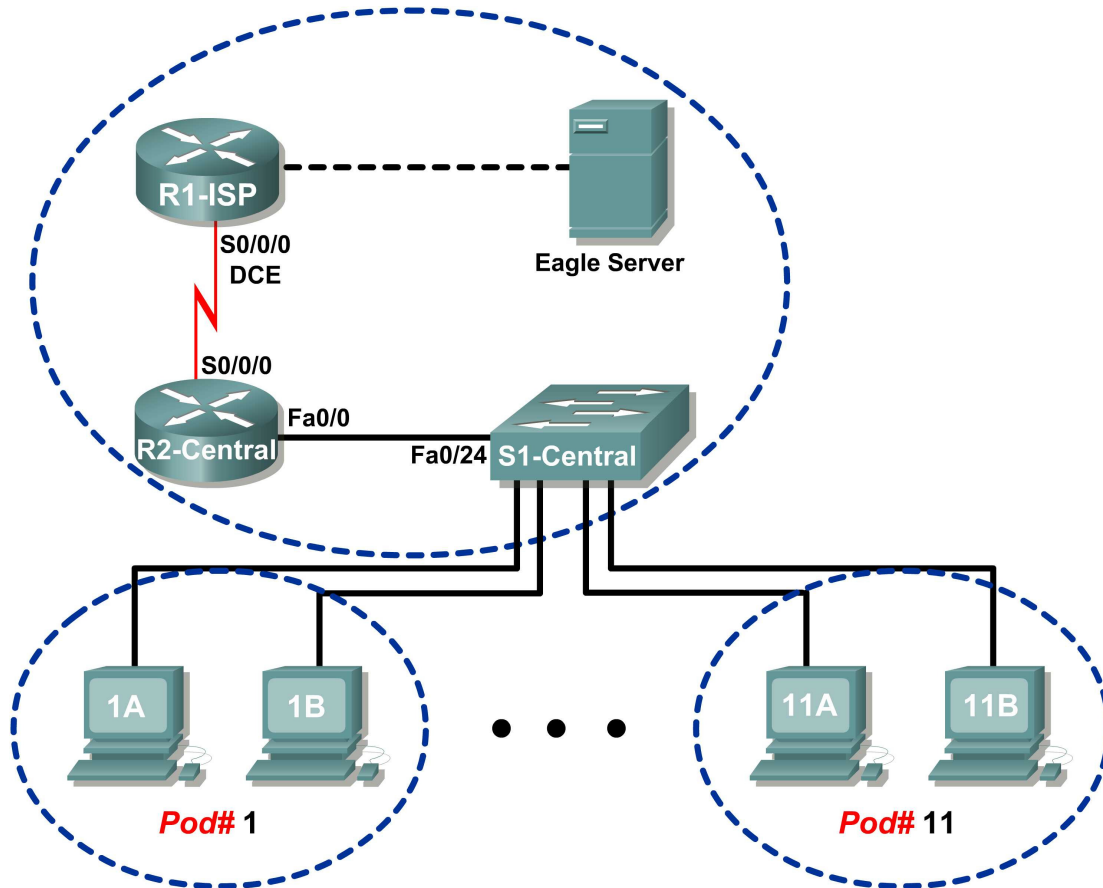 R1-ISP
Eagle Server
S0/0/0
DCE
S0/0/0
R2-Central
Fa0/0
Fa0/24
S1-Central
1A
1B
11A
11B
Pod# 1
Pod# 11